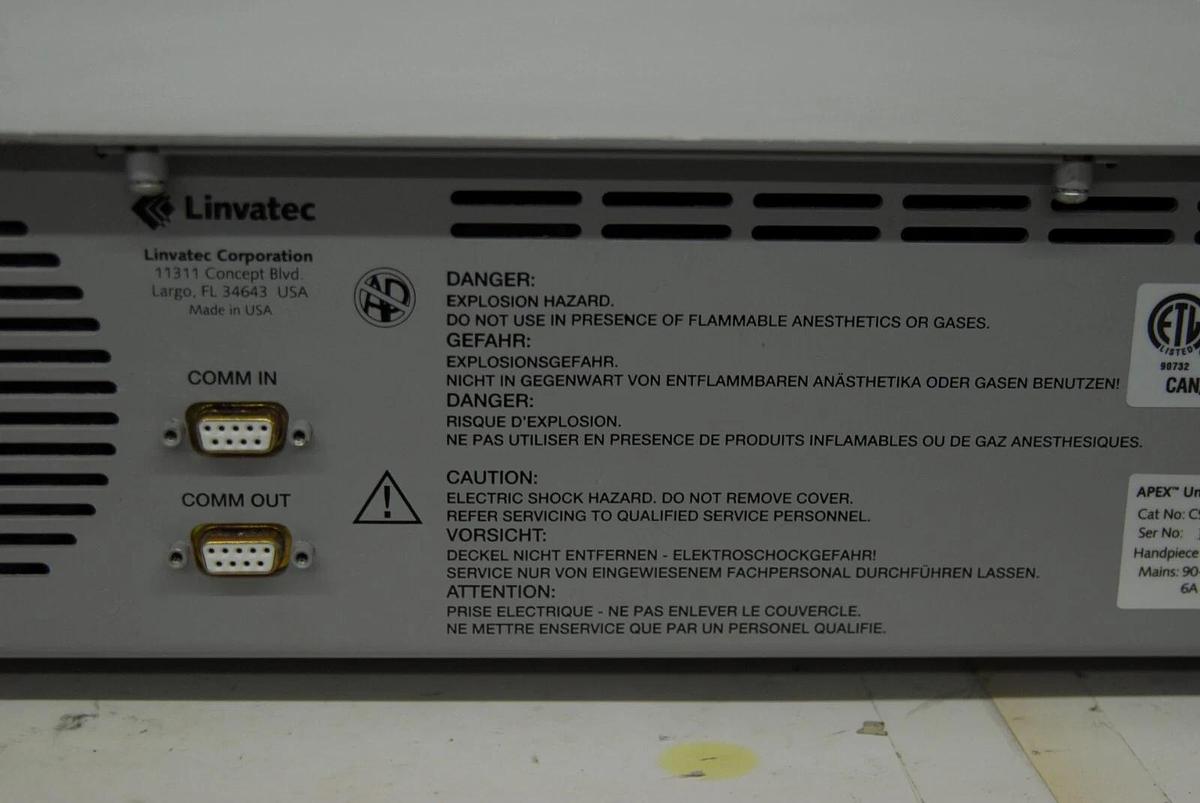 Linvatec
Linvatec Corporation
11311 Concept Blvd.
Largo, FL 34643 USA
Made in USA
COMM IN
COMM OUT
AP
DANGER:
EXPLOSION HAZARD.
DO NOT USE IN PRESENCE OF FLAMMABLE ANESTHETICS OR GASES.
GEFAHR:
EXPLOSIONSGEFAHR.
NICHT IN GEGENWART VON ENTFLAMMBAREN ANÄSTHETIKA ODER GASEN BENUTZEN!
DANGER:
RISQUE D'EXPLOSION.
NE PAS UTILISER EN PRESENCE DE PRODUITS INFLAMABLES OU DE GAZ ANESTHESIQUES.
CAUTION:
ELECTRIC SHOCK HAZARD. DO NOT REMOVE COVER.
REFER SERVICING TO QUALIFIED SERVICE PERSONNEL.
VORSICHT:
DECKEL NICHT ENTFERNEN - ELEKTROSCHOCKGEFAHR!
SERVICE NUR VON EINGEWIESENEM FACHPERSONAL DURCHFÜHREN LASSEN.
ATTENTION:
PRISE ELECTRIQUE - NE PAS ENLEVER LE COUVERCLE.
NE METTRE ENSERVICE QUE PAR UN PERSONEL QUALIFIE.
ETL
LISTED
90732
CAN
APEX™ Un
Cat No: C
Ser No:
Handpiece
Mains: 90
6A